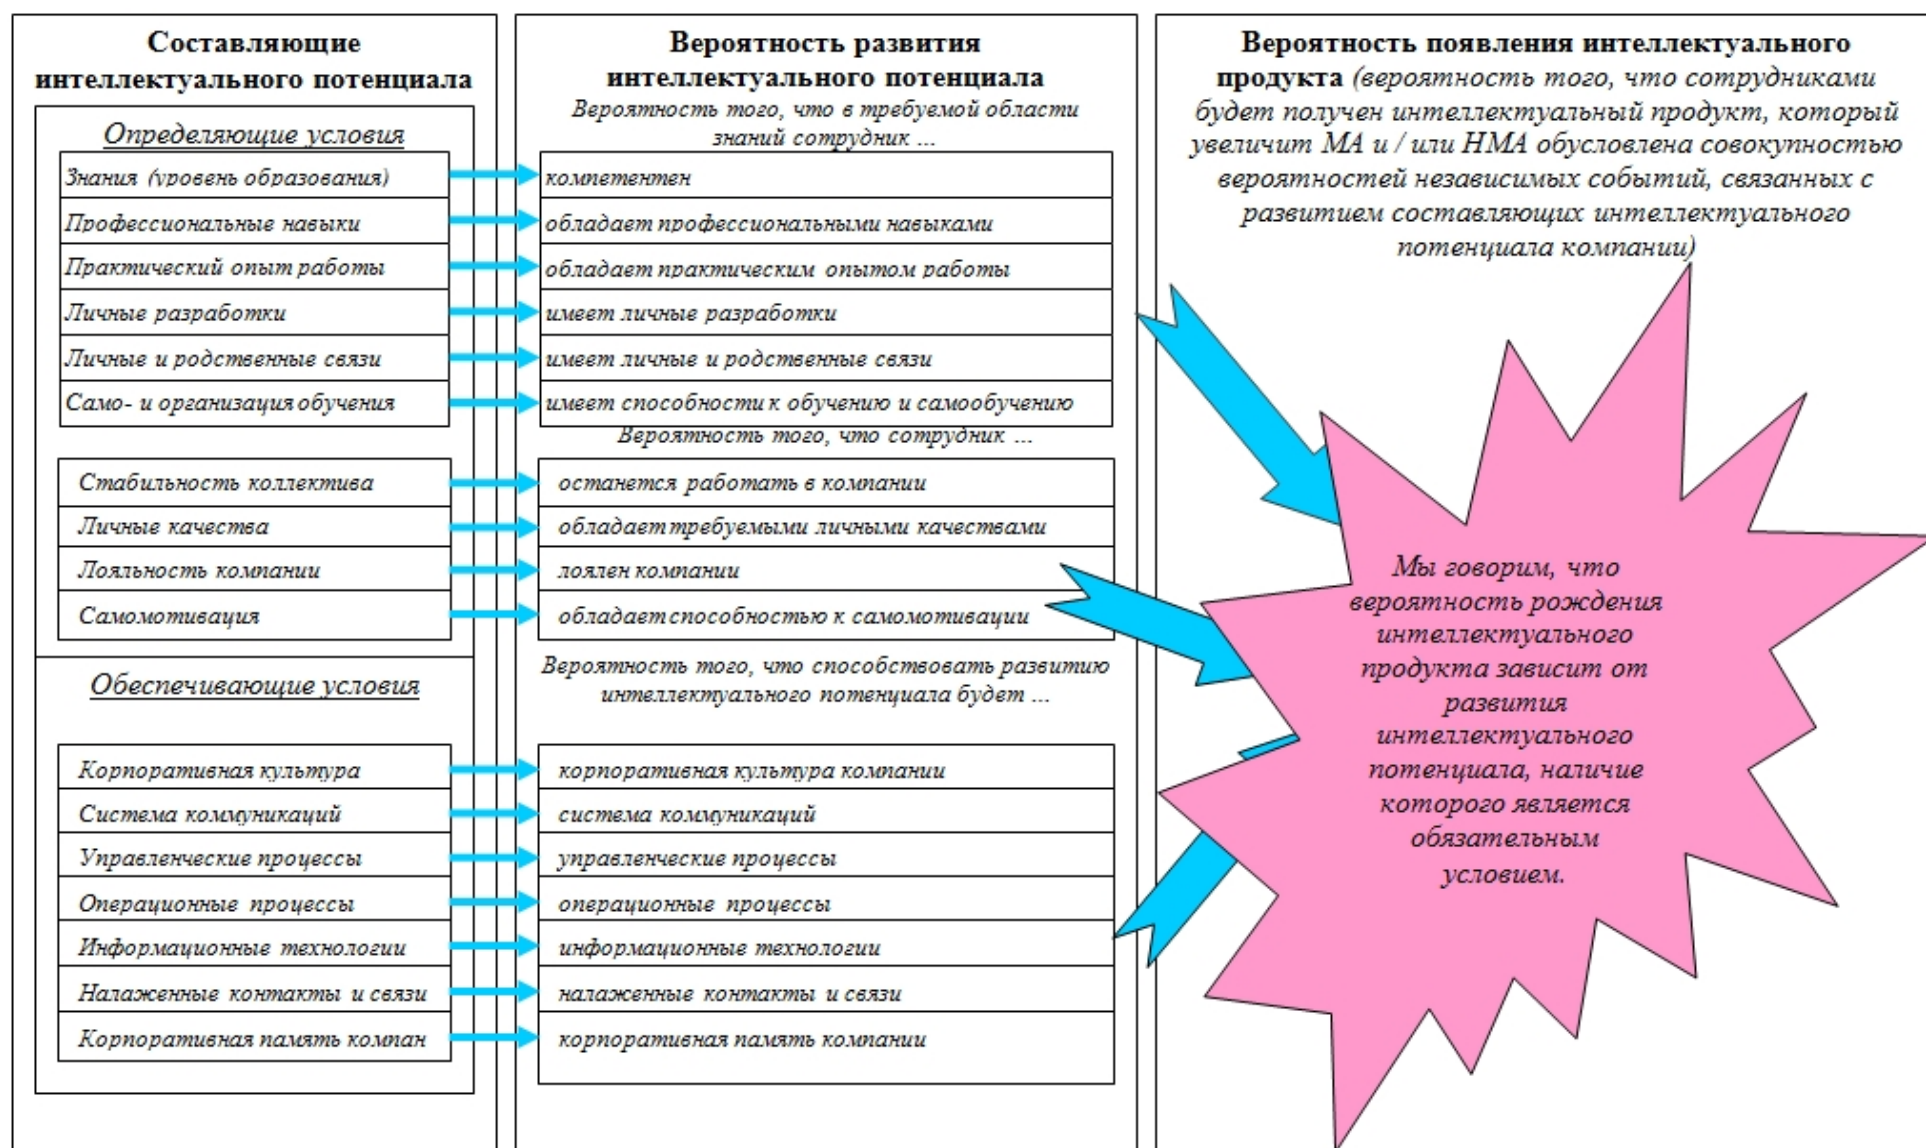 Составляющие
интеллектуального потенциала
Определяющие условия
Знания (уровень образования)
Профессиональные навыки
Практический опыт работы
Личные разработки
Личные и родственные связи
Само- и организация обучения
Стабильность коллектива
Личные качества
Лояльность компании
Самомотивация
Обеспечивающие условия
Корпоративная культура
Система коммуникаций
Управленческие процессы
Операционные процессы
Информационные технологии
Налаженные контакты и связи
Корпоративная память компан
Вероятность развития
интеллектуального потенциала
Вероятность того, что в требуемой области
знаний сотрудник ...
компетентен
обладает профессиональными навыками
обладает практическим опытом работы
имеет личные разработки
имеет личные и родственные связи
имеет способности к обучению и самообучению
Вероятность того, что сотрудник ...
останется работать в компании
обладает требуемыми личными качествами
лоялен компании
обладает способностью к самомотивации
Вероятность того, что способствовать развитию
интеллектуального потенциала будет ...
корпоративная культура компании
система коммуникаций
управленческие процессы
операционные процессы
информационные технологии
налаженные контакты и связи
корпоративная память компании
Вероятность появления интеллектуального
продукта (вероятность того, что сотрудниками
будет получен интеллектуальный продукт, который
увеличит МА и / или НМА обусловлена совокупностью
вероятностей независимых событий, связанных с
развитием составляющих интеллектуального
потенциала компании)
Мы говорим, что
вероятность рождения
интеллектуального
продукта зависит от
развития
интеллектуального
потенциала, наличие
которого является
обязательным
условием.